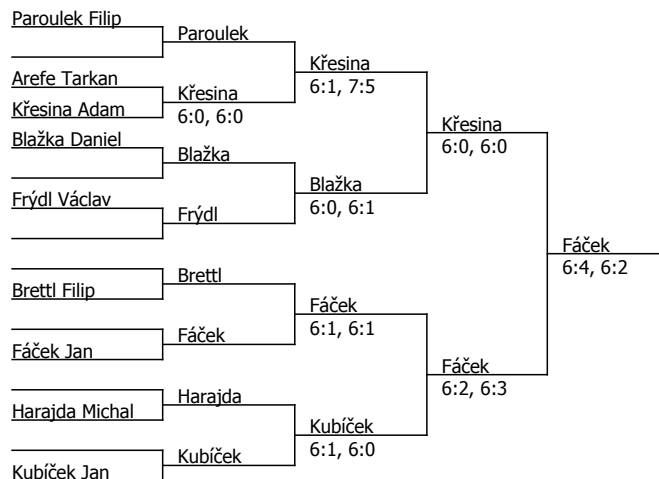 Paroulek Filip
Paroulek
Křesina
6:1, 7:5
Arefe Tarkan
Křesina
6:0, 6:0
Křesina Adam
Křesina
6:0, 6:0
Blažka Daniel
Blažka
Blažka
6:0, 6:1
Frýdl Václav
Frýdl
Fáček
6:4, 6:2
Brettl
Brettl Filip
Fáček
6:1, 6:1
Fáček
Fáček Jan
Fáček
6:2, 6:3
Harajda
Harajda Michal
Kubíček
6:1, 6:0
Kubíček
Kubíček Jan